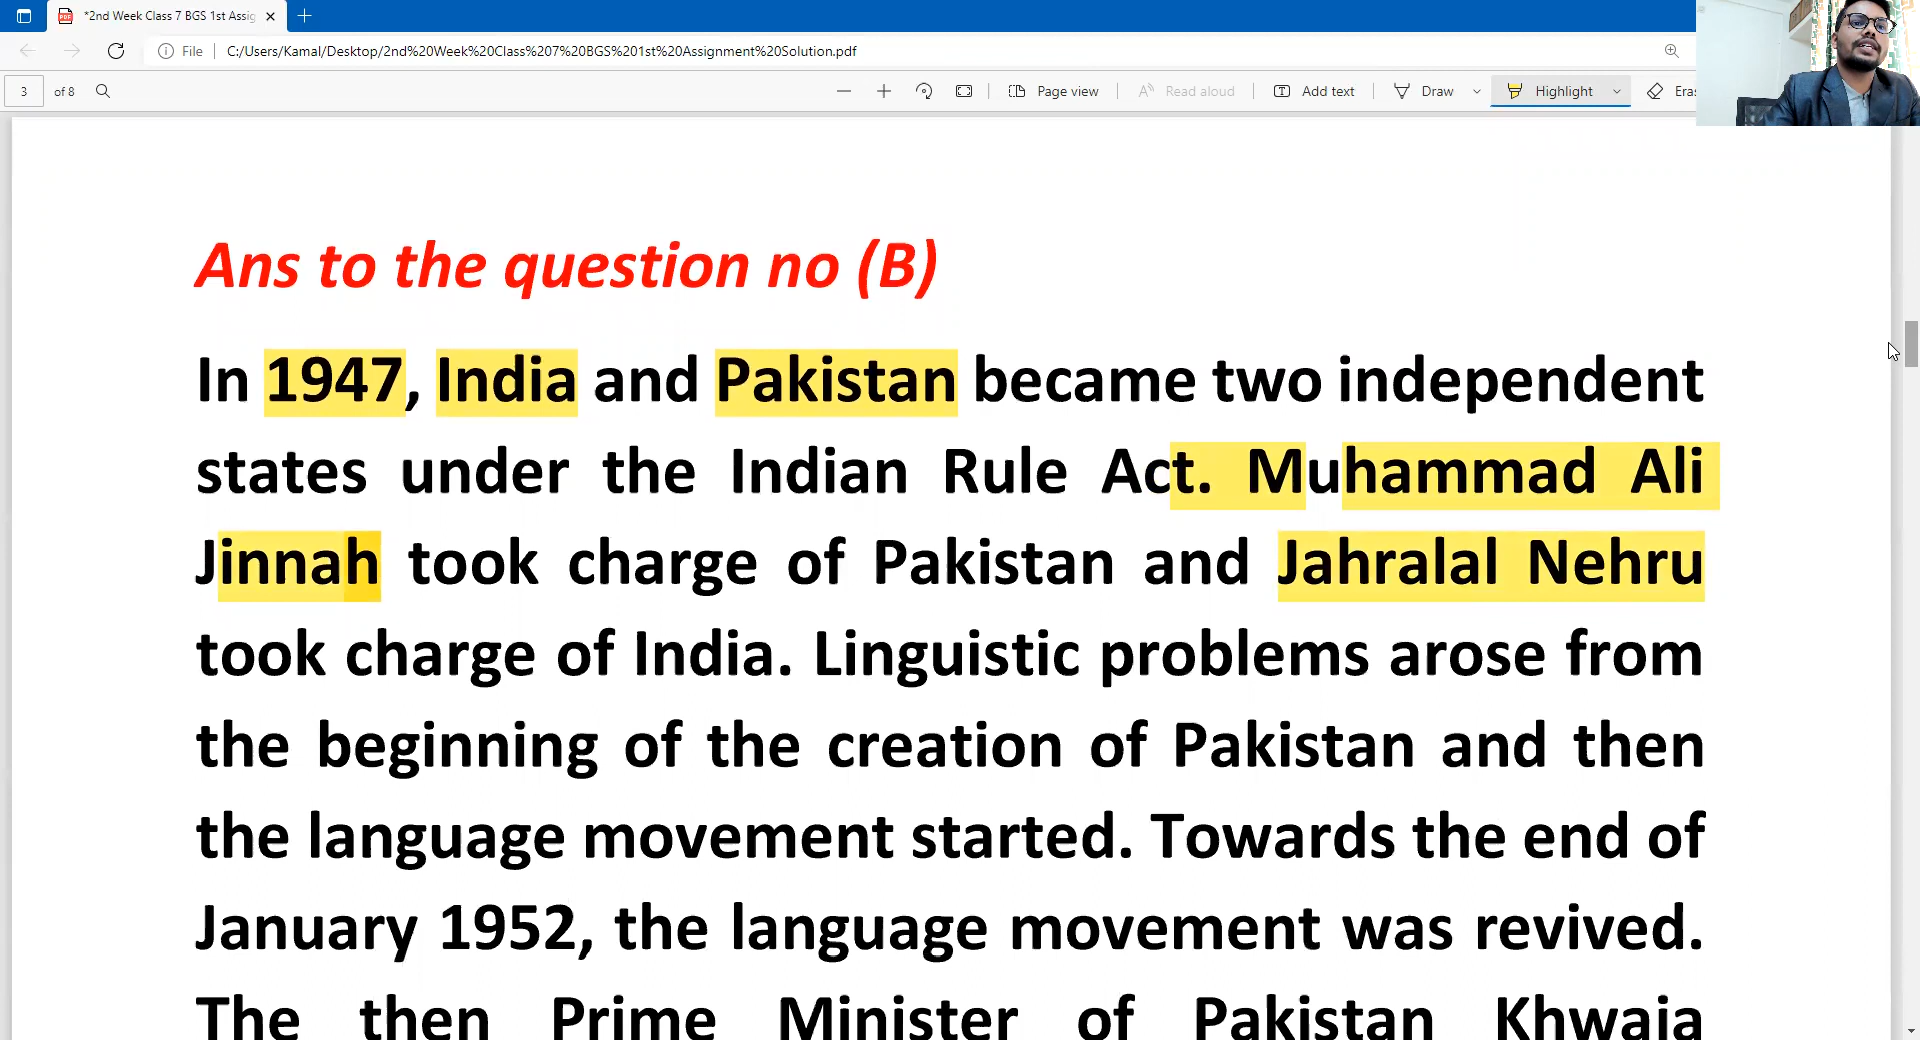 *2nd Week Class 7 BGS 1st Assig
File
C:/Users/Kamal/Desktop/2nd%20Week%20Class%207%20BGS%201st%20Assignment%20Solution.pdf
3 of 8
Page view
Read aloud
Add text
Draw
Highlight
Eras
Ans to the question no (B)
In 1947, India and Pakistan became two independent
states under the Indian Rule Act. Muhammad Ali
Jinnah took charge of Pakistan and Jahralal Nehru
took charge of India. Linguistic problems arose from
the beginning of the creation of Pakistan and then
the language movement started. Towards the end of
January 1952, the language movement was revived.
The then Prime Minister of Pakistan Khwaja